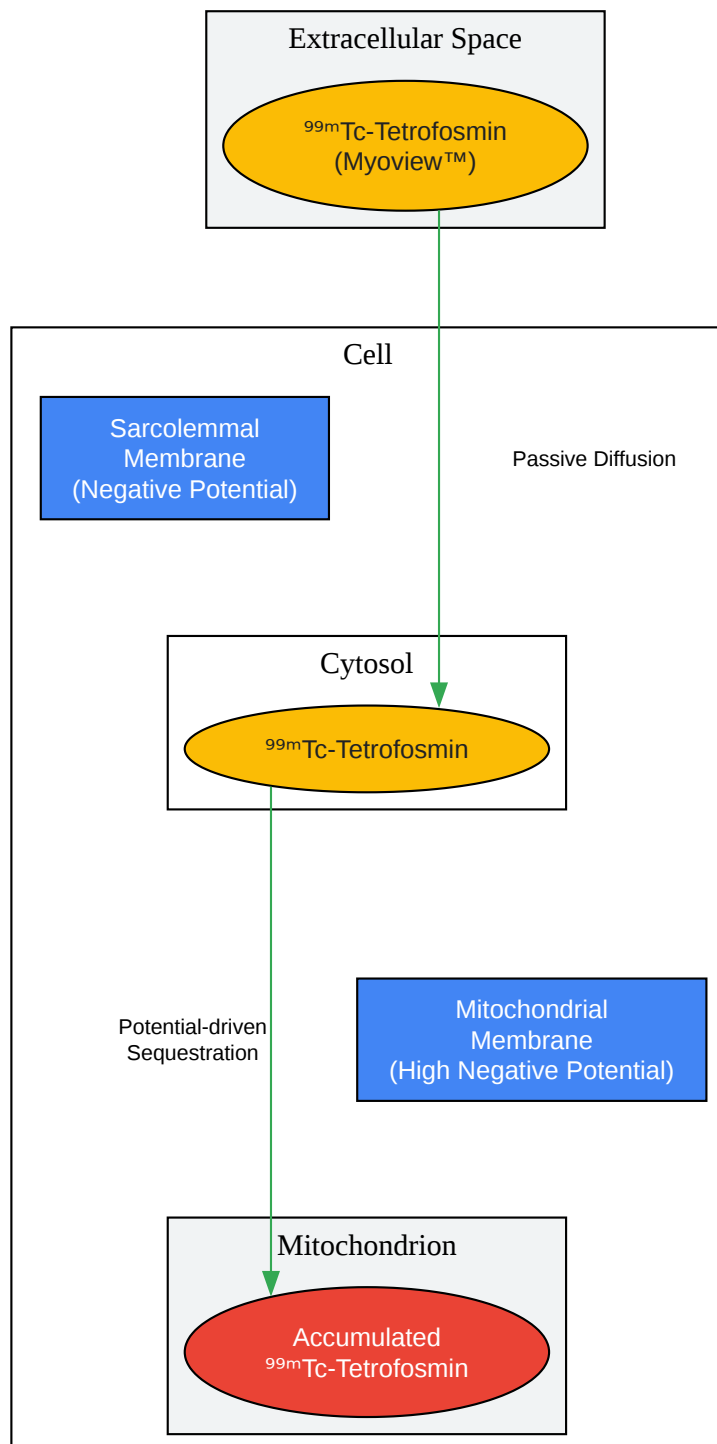 Extracellular Space
⁹⁹ᵐTc-Tetrofosmin
(Myoview™)
Cell
Sarcolemmal
Membrane
(Negative Potential)
Passive Diffusion
Cytosol
⁹⁹ᵐTc-Tetrofosmin
Potential-driven
Sequestration
Mitochondrial
Membrane
(High Negative Potential)
Mitochondrion
Accumulated
⁹⁹ᵐTc-Tetrofosmin